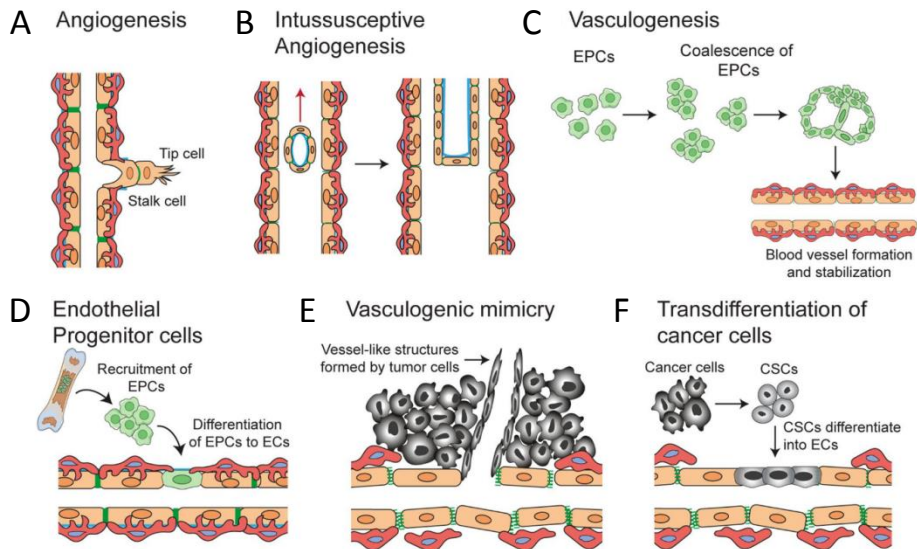 A Angiogenesis
Tip cell
Stalk cell
B Intussusceptive
Angiogenesis
C Vasculogenesis
EPCs
Coalescence of
EPCs
Blood vessel formation
and stabilization
D Endothelial
Progenitor cells
Recruitment of
EPCs
Differentiation
of EPCs to ECs
E Vasculogenic mimicry
Vessel-like structures
formed by tumor cells
F Transdifferentiation of
cancer cells
Cancer cells
CSCs
CSCs differentiate
into ECs